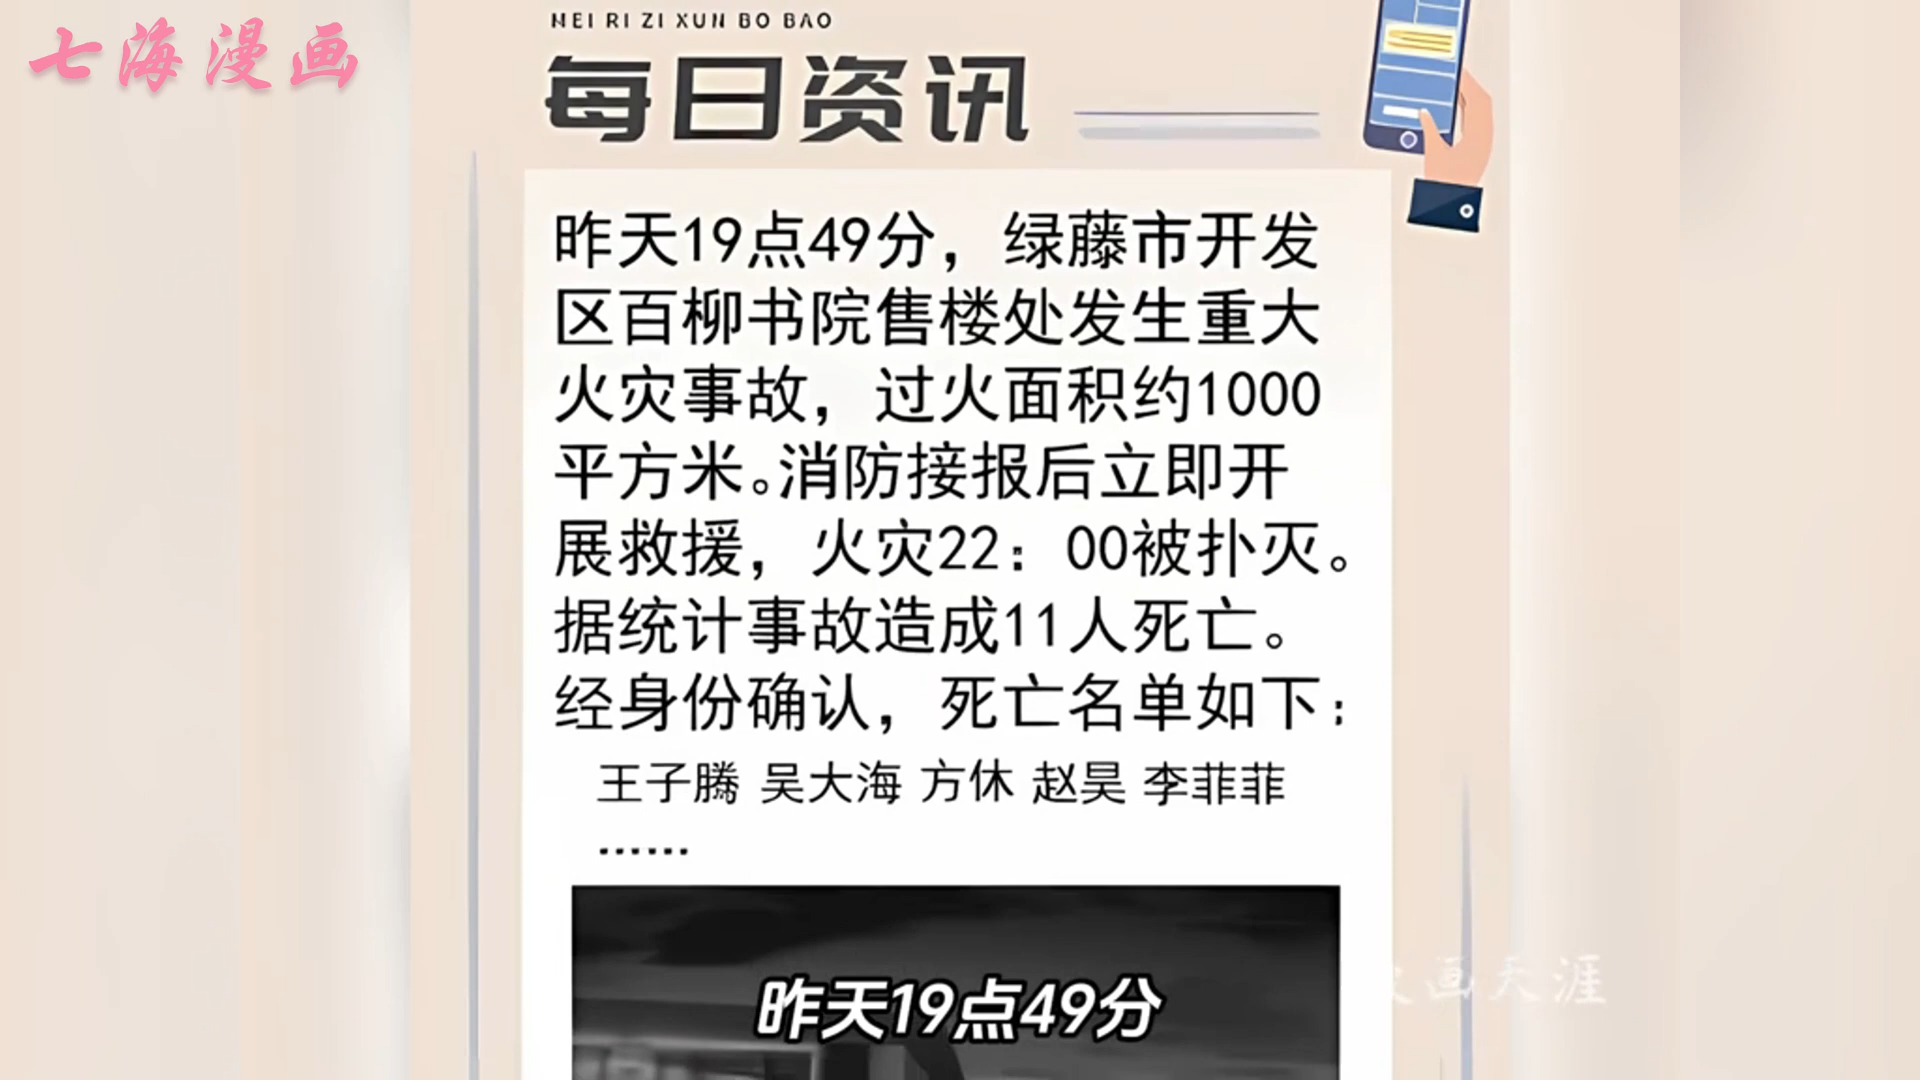 七海漫画
MEI RI ZI XUN BO BAO
每日资讯
昨天19点49分，绿藤市开发
区百柳书院售楼处发生重大
火灾事故，过火面积约1000
平方米。消防接报后立即开
展救援，火灾22：00被扑灭。
据统计事故造成11人死亡。
经身份确认，死亡名单如下：
王子腾 吴大海 方休 赵昊 李菲菲
……
画天涯
昨天19点49分